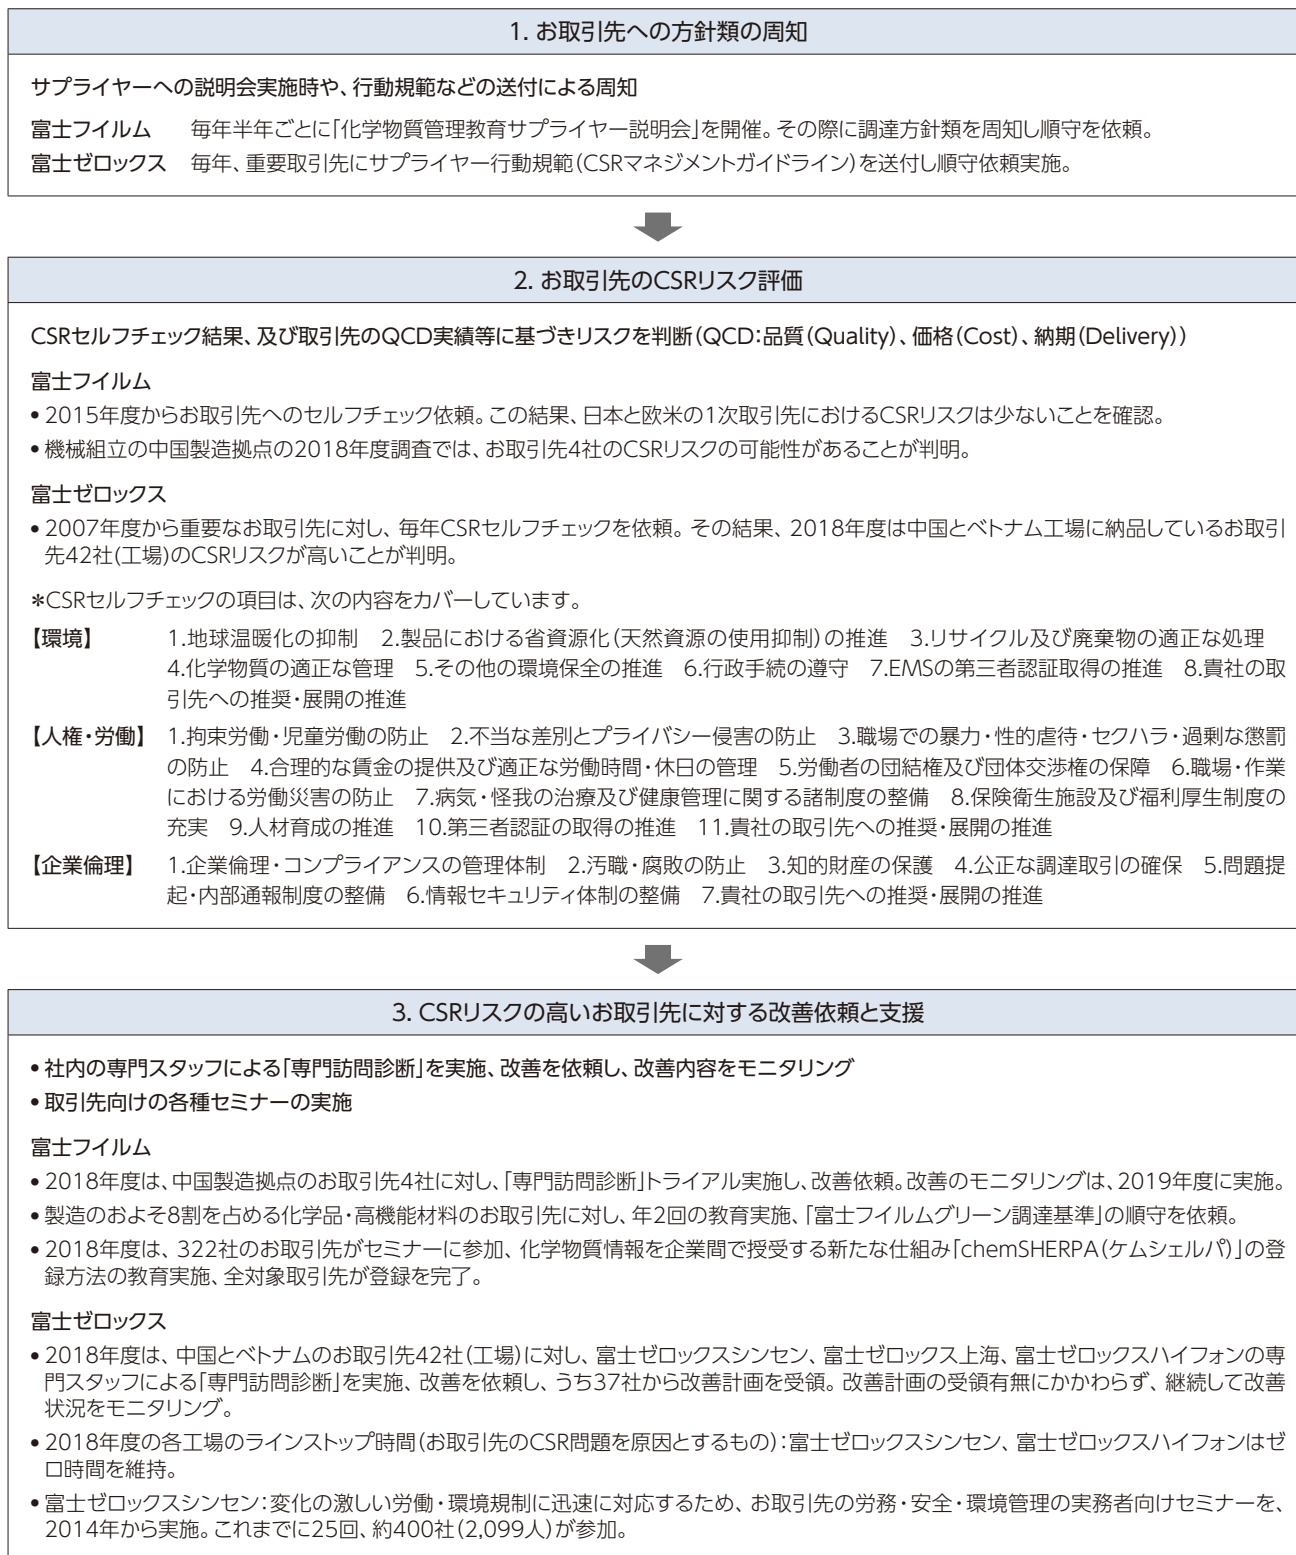 1. お取引先への方針類の周知
サプライヤーへの説明会実施時や、行動規範などの送付による周知
富士フイルム 毎年半年ごとに「化学物質管理教育サプライヤー説明会」を開催。その際に調達方針類を周知し順守を依頼。
富士ゼロックス 毎年、重要取引先にサプライヤー行動規範（CSRマネジメントガイドライン）を送付し順守依頼実施。
2. お取引先のCSRリスク評価
CSRセルフチェック結果、及び取引先のQCD実績等に基づきリスクを判断（QCD：品質（Quality）、価格（Cost）、納期（Delivery））
富士フイルム
• 2015年度からお取引先へのセルフチェック依頼。この結果、日本と欧米の1次取引先におけるCSRリスクは少ないことを確認。
• 機械組立の中国製造拠点の2018年度調査では、お取引先4社のCSRリスクの可能性があることが判明。
富士ゼロックス
• 2007年度から重要なお取引先に対し、毎年CSRセルフチェックを依頼。その結果、2018年度は中国とベトナム工場に納品しているお取引
先42社(工場)のCSRリスクが高いことが判明。
＊CSRセルフチェックの項目は、次の内容をカバーしています。
【環境】 1.地球温暖化の抑制 2.製品における省資源化（天然資源の使用抑制）の推進 3.リサイクル及び廃棄物の適正な処理
4.化学物質の適正な管理 5.その他の環境保全の推進 6.行政手続の遵守 7.EMSの第三者認証取得の推進 8.貴社の取
引先への推奨・展開の推進
【人権・労働】 1.拘束労働・児童労働の防止 2.不当な差別とプライバシー侵害の防止 3.職場での暴力・性的虐待・セクハラ・過剰な懲罰
の防止 4.合理的な賃金の提供及び適正な労働時間・休日の管理 5.労働者の団結権及び団体交渉権の保障 6.職場・作業
における労働災害の防止 7.病気・怪我の治療及び健康管理に関する諸制度の整備 8.保険衛生施設及び福利厚生制度の
充実 9.人材育成の推進 10.第三者認証の取得の推進 11.貴社の取引先への推奨・展開の推進
【企業倫理】 1.企業倫理・コンプライアンスの管理体制 2.汚職・腐敗の防止 3.知的財産の保護 4.公正な調達取引の確保 5.問題提
起・内部通報制度の整備 6.情報セキュリティ体制の整備 7.貴社の取引先への推奨・展開の推進
3. CSRリスクの高いお取引先に対する改善依頼と支援
• 社内の専門スタッフによる「専門訪問診断」を実施、改善を依頼し、改善内容をモニタリング
• 取引先向けの各種セミナーの実施
富士フイルム
• 2018年度は、中国製造拠点のお取引先4社に対し、「専門訪問診断」トライアル実施し、改善依頼。改善のモニタリングは、2019年度に実施。
• 製造のおよそ8割を占める化学品・高機能材料のお取引先に対し、年2回の教育実施、「富士フイルムグリーン調達基準」の順守を依頼。
• 2018年度は、322社のお取引先がセミナーに参加、化学物質情報を企業間で授受する新たな仕組み「chemSHERPA（ケムシェルパ）」の登
録方法の教育実施、全対象取引先が登録を完了。
富士ゼロックス
• 2018年度は、中国とベトナムのお取引先42社（工場）に対し、富士ゼロックスシンセン、富士ゼロックス上海、富士ゼロックスハイフォンの専
門スタッフによる「専門訪問診断」を実施、改善を依頼し、うち37社から改善計画を受領。改善計画の受領有無にかかわらず、継続して改善
状況をモニタリング。
• 2018年度の各工場のラインストップ時間（お取引先のCSR問題を原因とするもの）：富士ゼロックスシンセン、富士ゼロックスハイフォンはゼ
ロ時間を維持。
• 富士ゼロックスシンセン：変化の激しい労働・環境規制に迅速に対応するため、お取引先の労務・安全・環境管理の実務者向けセミナーを、
2014年から実施。これまでに25回、約400社（2,099人）が参加。